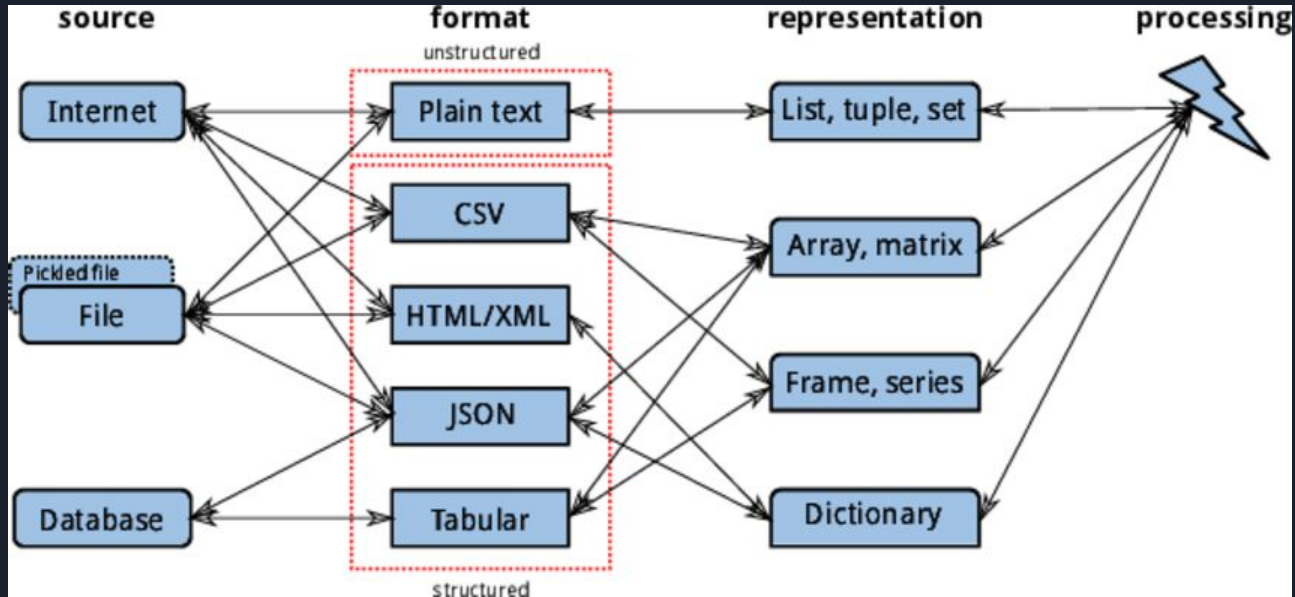 source
format
representation
processing
unstructured
Internet
Plain text
List, tuple, set
CSV
Array, matrix
Pickled file
File
HTML/XML
Frame, series
JSON
Database
Tabular
Dictionary
structured